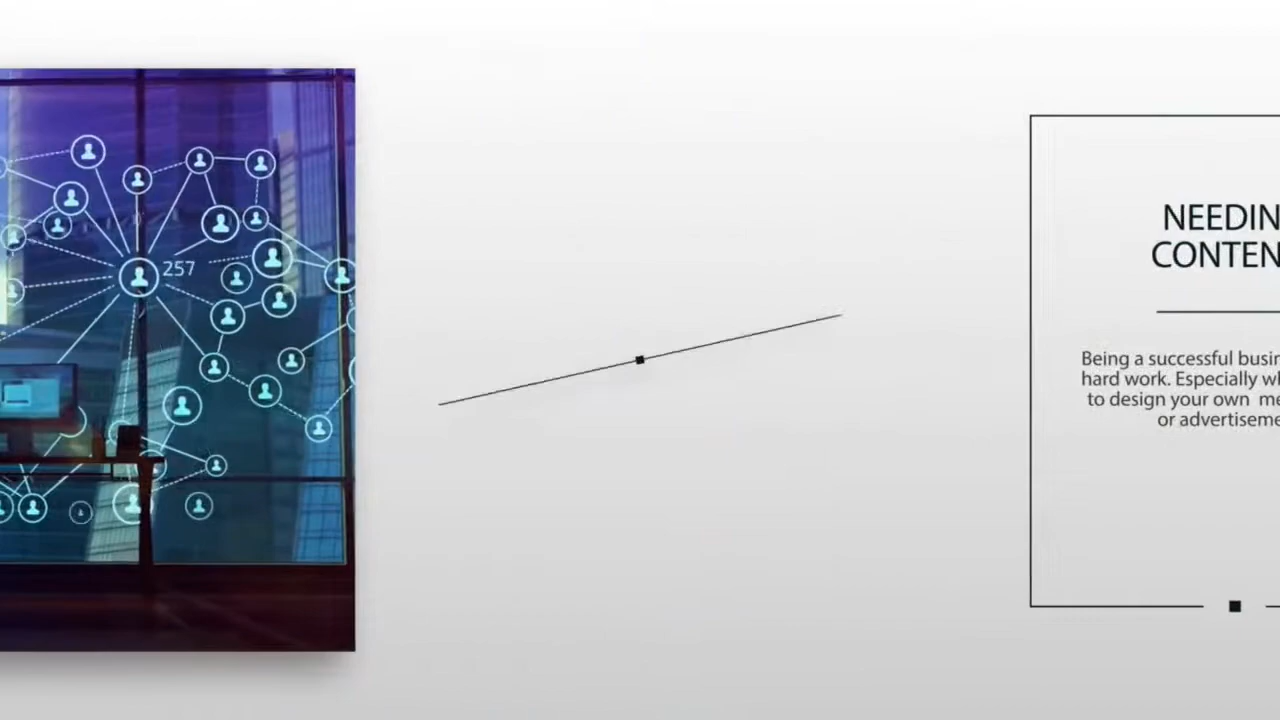 257
NEEDIN
CONTEN
Being a successful busin
hard work. Especially wh
to design your own me
or advertiseme